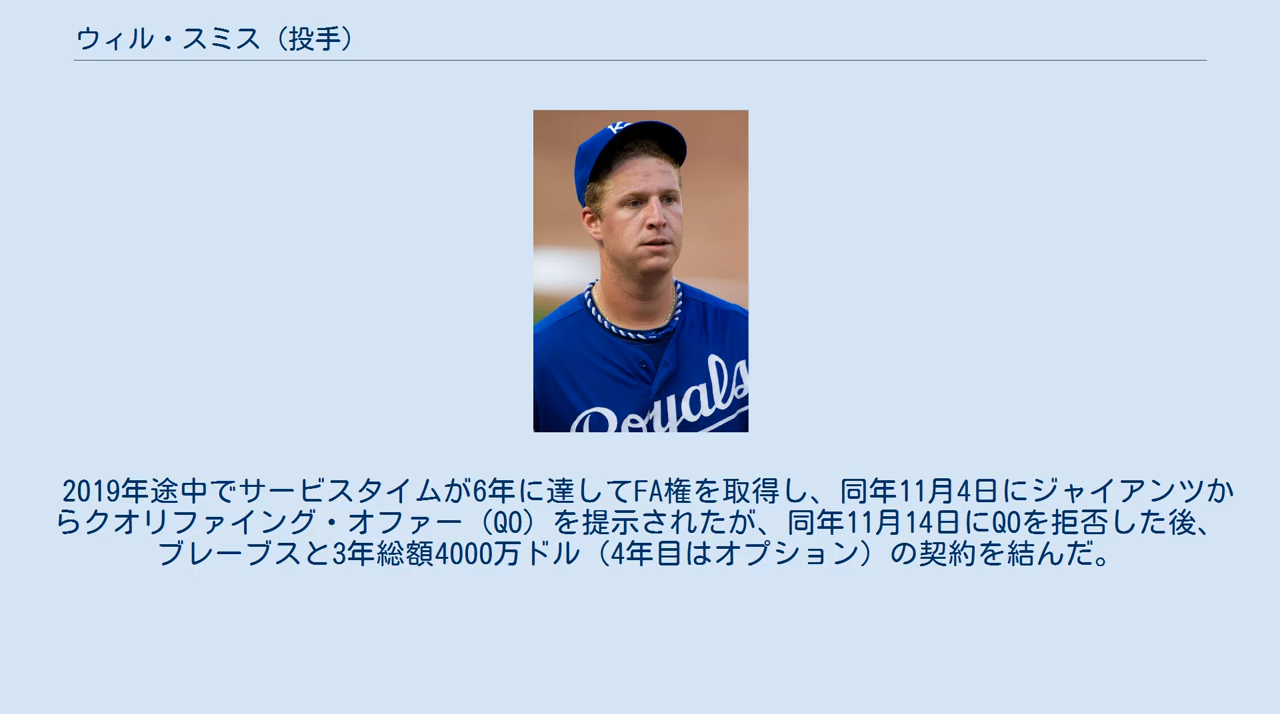 ウィル・スミス（投手）
Royals
2019年途中でサービスタイムが6年に達してFA権を取得し、同年11月4日にジャイアンツか
らクオリファイング・オファー（QO）を提示されたが、同年11月14日にQOを拒否した後、
ブレーブスと3年総額4000万ドル（4年目はオプション）の契約を結んだ。